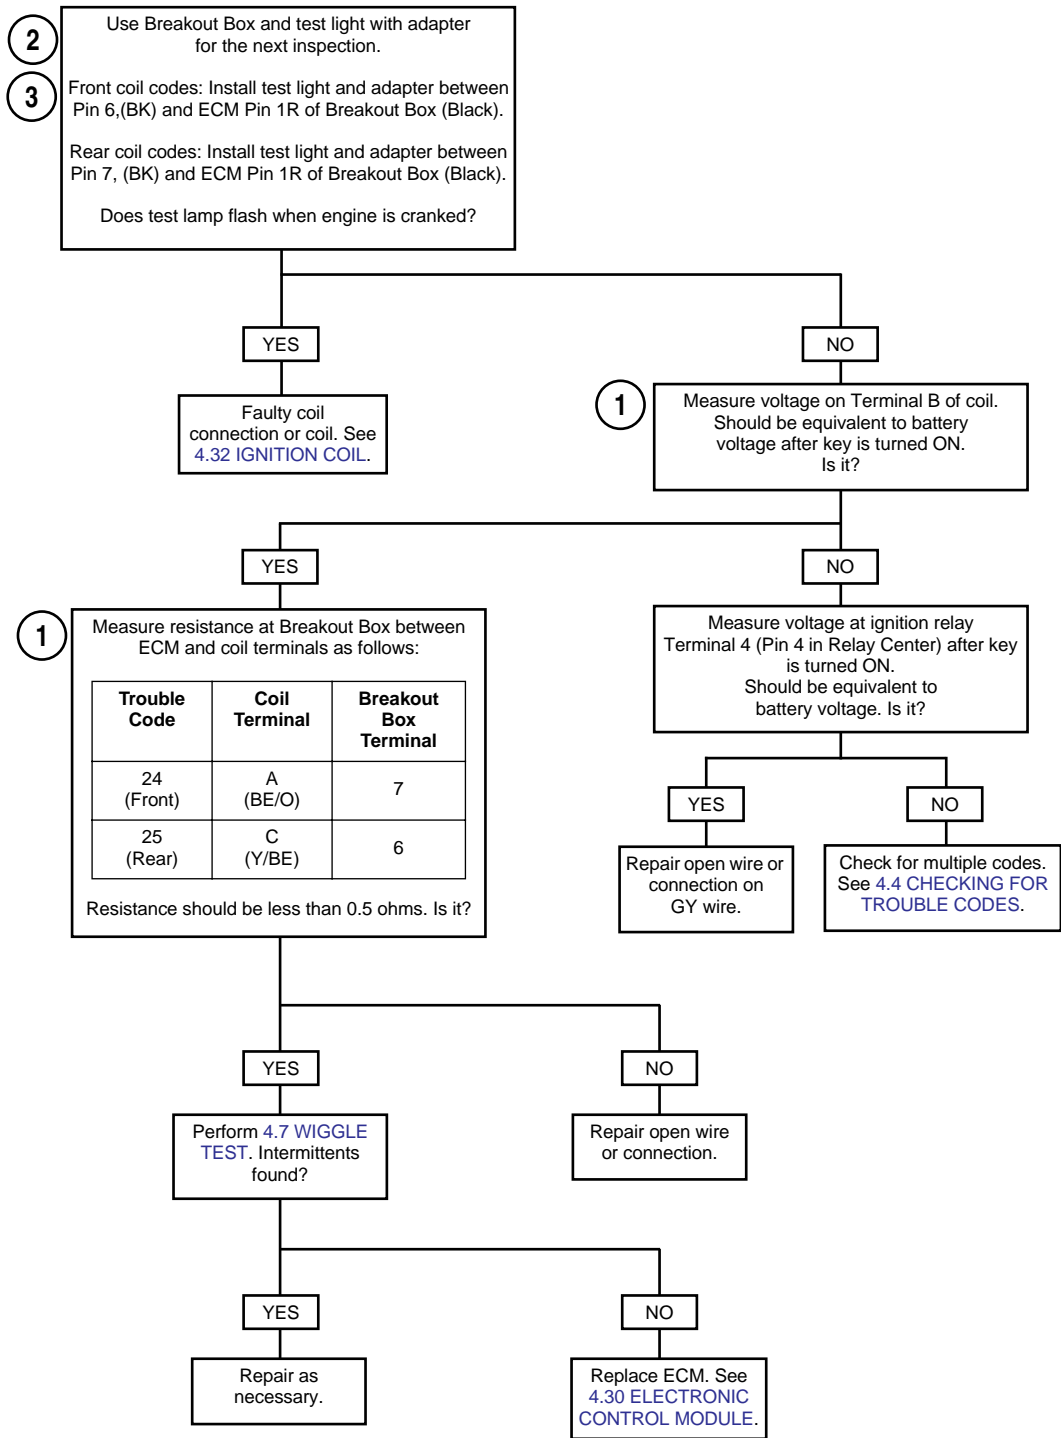 2
Use Breakout Box and test light with adapter
for the next inspection.
3
Front coil codes: Install test light and adapter between
Pin 6,(BK) and ECM Pin 1R of Breakout Box (Black).
Rear coil codes: Install test light and adapter between
Pin 7, (BK) and ECM Pin 1R of Breakout Box (Black).
Does test lamp flash when engine is cranked?
YES
NO
Faulty coil
connection or coil. See
4.32 IGNITION COIL.
1
Measure voltage on Terminal B of coil.
Should be equivalent to battery
voltage after key is turned ON.
Is it?
YES
NO
1
Measure resistance at Breakout Box between
ECM and coil terminals as follows:
Trouble Code
Coil Terminal
Breakout Box Terminal
24 (Front)
A (BE/O)
7
25 (Rear)
C (Y/BE)
6
Resistance should be less than 0.5 ohms. Is it?
Measure voltage at ignition relay
Terminal 4 (Pin 4 in Relay Center) after key
is turned ON.
Should be equivalent to
battery voltage. Is it?
YES
NO
Repair open wire or
connection on
GY wire.
Check for multiple codes.
See 4.4 CHECKING FOR
TROUBLE CODES.
YES
NO
Perform 4.7 WIGGLE
TEST. Intermittents
found?
Repair open wire
or connection.
YES
NO
Repair as
necessary.
Replace ECM. See
4.30 ELECTRONIC
CONTROL MODULE.